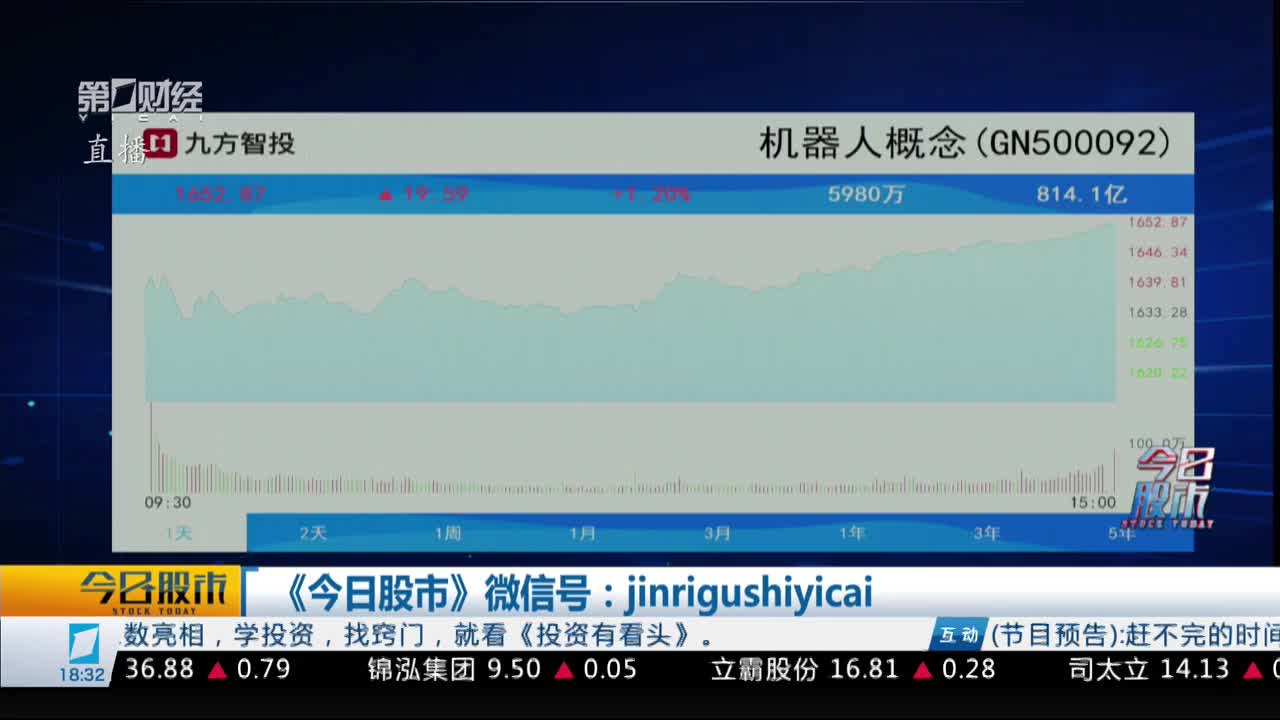 第一财经
YICAI
直播
九方智投
机器人概念(GN500092)
1652.87 ▲ 19.59 +1.20% 5980万 814.1亿
1652.87
1646.34
1639.81
1633.28
1626.75
1620.22
100.0万
09:30 15:00
1天 2天 1周 1月 3月 1年 3年 5年
今日股市
STOCK TODAY
今日股市
STOCK TODAY
《今日股市》微信号：jinrigushiyicai
数亮相，学投资，找窍门，就看《投资有看头》。 互动 (节目预告):赶不完的时间
18:32 36.88 ▲ 0.79 锦泓集团 9.50 ▲ 0.05 立霸股份 16.81 ▲ 0.28 司太立 14.13 ▲